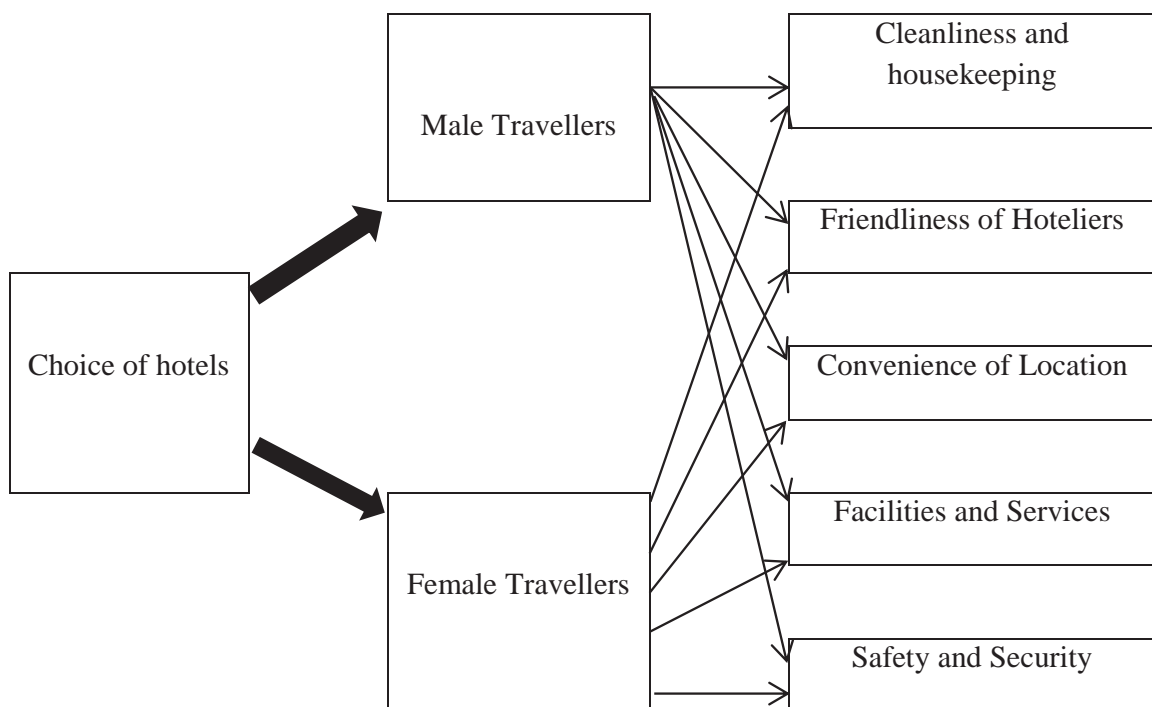 Cleanliness and
housekeeping
Male Travellers
Friendliness of Hoteliers
Choice of hotels
Convenience of Location
Facilities and Services
Female Travellers
Safety and Security